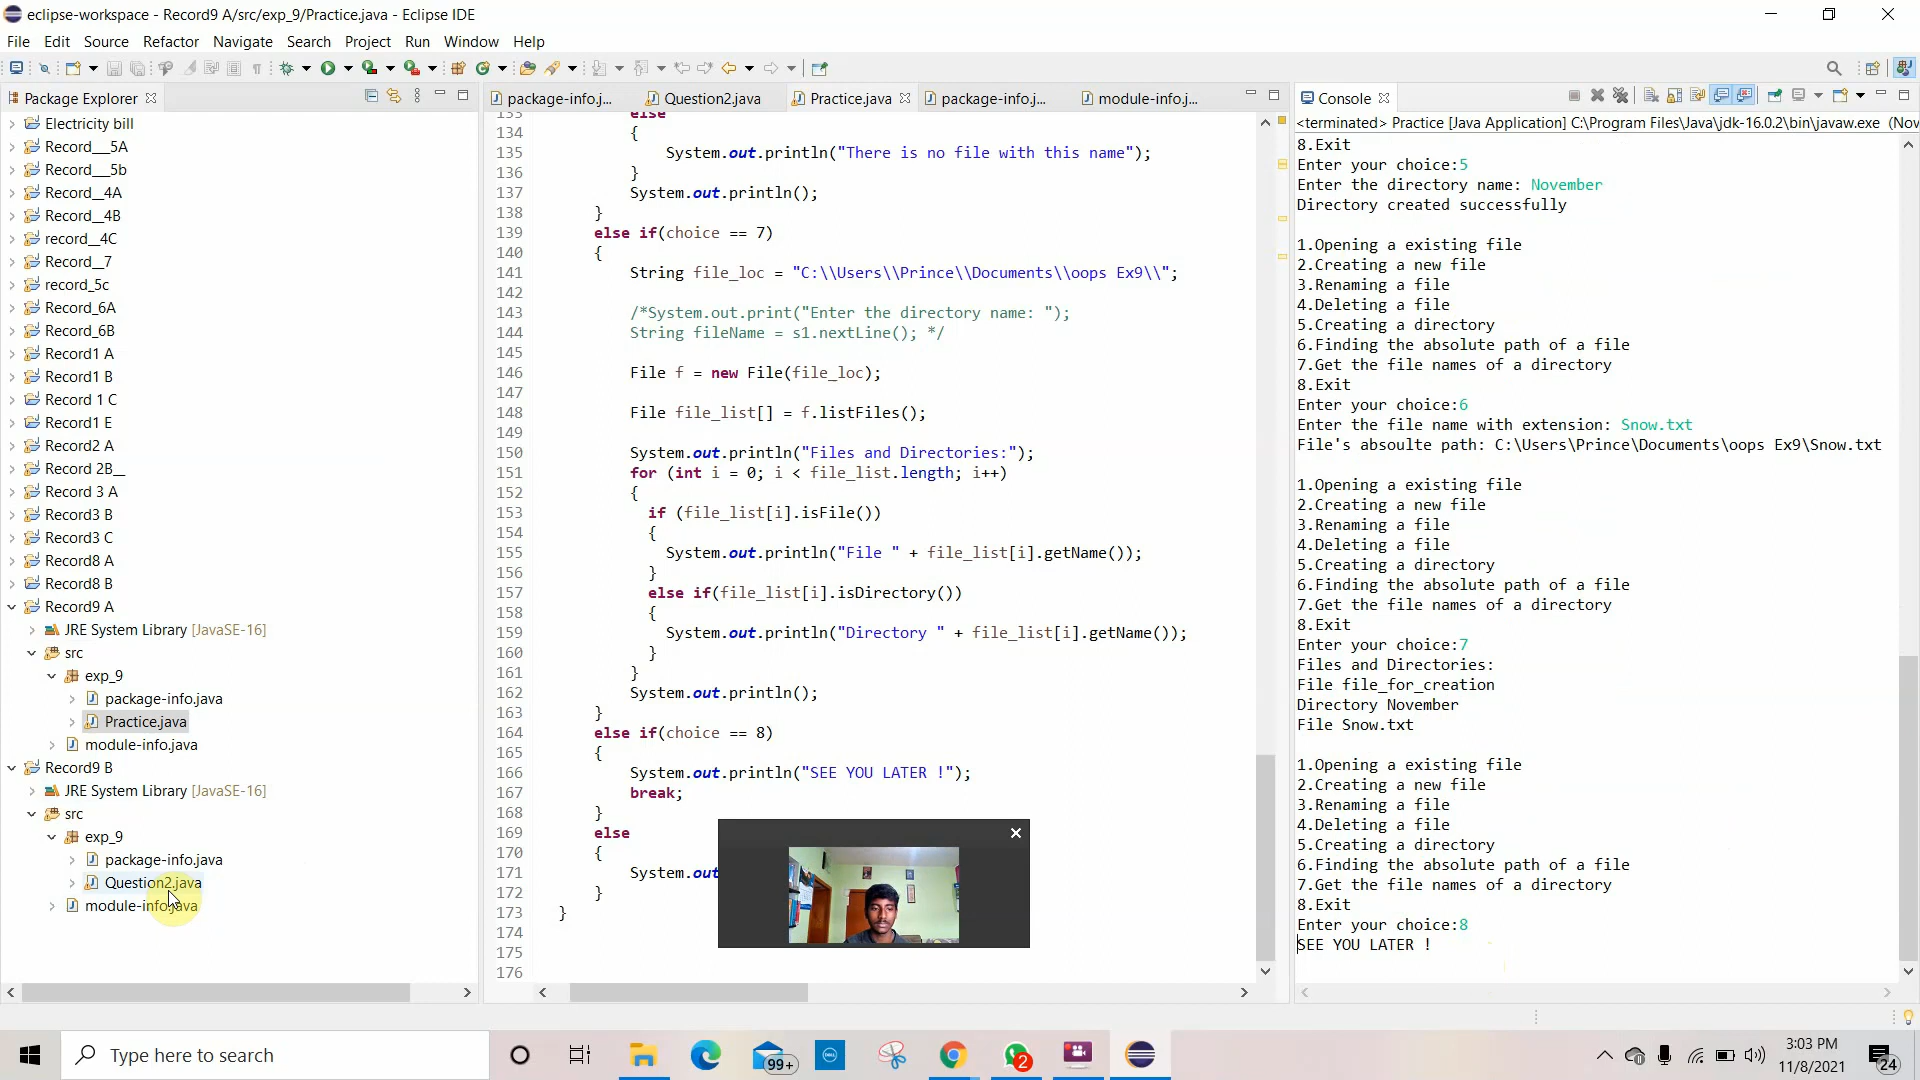 eclipse-workspace - Record9 A/src/exp_9/Practice.java - Eclipse IDE
File Edit Source Refactor Navigate Search Project Run Window Help
Package Explorer
Electricity bill
Record___5A
Record___5b
Record__4A
Record__4B
record__4C
Record__7
record_5c
Record_6A
Record_6B
Record1 A
Record1 B
Record 1 C
Record1 E
Record2 A
Record 2B__
Record 3 A
Record3 B
Record3 C
Record8 A
Record8 B
Record9 A
JRE System Library [JavaSE-16]
src
exp_9
package-info.java
Practice.java
module-info.java
Record9 B
JRE System Library [JavaSE-16]
src
exp_9
package-info.java
Question2.java
module-info.java
package-info.j... Question2.java Practice.java package-info.j... module-info.j...
133 else
134 {
135 System.out.println("There is no file with this name");
136 }
137 System.out.println();
138 }
139 else if(choice == 7)
140 {
141 String file_loc = "C:\\Users\\Prince\\Documents\\oops Ex9\\";
142
143 /*System.out.print("Enter the directory name: ");
144 String fileName = s1.nextLine(); */
145
146 File f = new File(file_loc);
147
148 File file_list[] = f.listFiles();
149
150 System.out.println("Files and Directories:");
151 for (int i = 0; i < file_list.length; i++)
152 {
153 if (file_list[i].isFile())
154 {
155 System.out.println("File " + file_list[i].getName());
156 }
157 else if(file_list[i].isDirectory())
158 {
159 System.out.println("Directory " + file_list[i].getName());
160 }
161 }
162 System.out.println();
163 }
164 else if(choice == 8)
165 {
166 System.out.println("SEE YOU LATER !");
167 break;
168 }
169 else
170 {
171 System.out
172 }
173 }
174
175
176
Console
<terminated> Practice [Java Application] C:\Program Files\Java\jdk-16.0.2\bin\javaw.exe (Nov
8.Exit
Enter your choice:5
Enter the directory name: November
Directory created successfully
1.Opening a existing file
2.Creating a new file
3.Renaming a file
4.Deleting a file
5.Creating a directory
6.Finding the absolute path of a file
7.Get the file names of a directory
8.Exit
Enter your choice:6
Enter the file name with extension: Snow.txt
File's absoulte path: C:\Users\Prince\Documents\oops Ex9\Snow.txt
1.Opening a existing file
2.Creating a new file
3.Renaming a file
4.Deleting a file
5.Creating a directory
6.Finding the absolute path of a file
7.Get the file names of a directory
8.Exit
Enter your choice:7
Files and Directories:
File file_for_creation
Directory November
File Snow.txt
1.Opening a existing file
2.Creating a new file
3.Renaming a file
4.Deleting a file
5.Creating a directory
6.Finding the absolute path of a file
7.Get the file names of a directory
8.Exit
Enter your choice:8
SEE YOU LATER !
Type here to search
99+
DELL
2
3:03 PM
11/8/2021
24